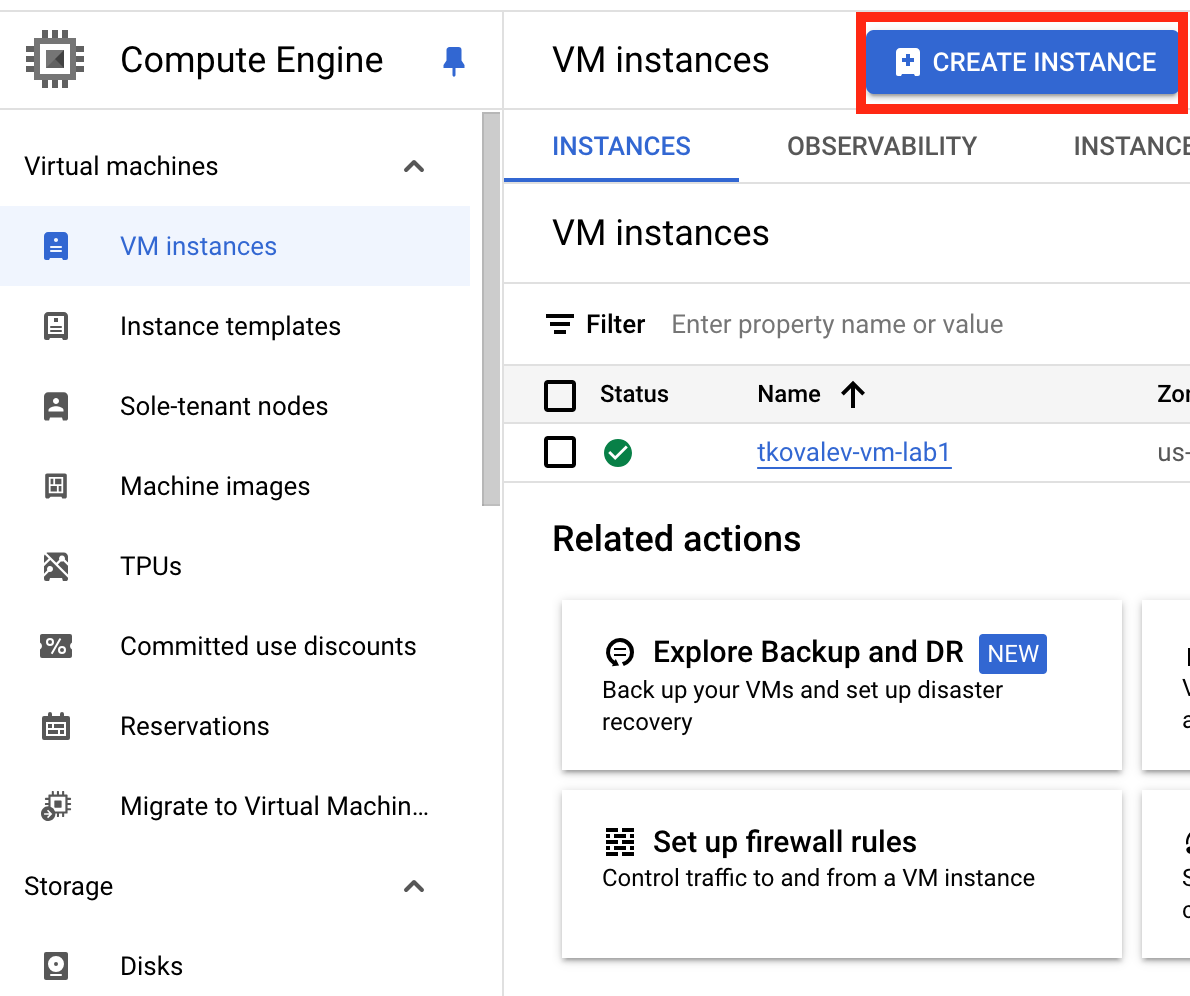 Compute Engine
VM instances
CREATE INSTANCE
Virtual machines
VM instances
Instance templates
Sole-tenant nodes
Machine images
TPUs
%
Committed use discounts
Reservations
Migrate to Virtual Machin...
Storage
Disks
INSTANCES
OBSERVABILITY
INSTANCE
VM instances
Filter
Enter property name or value
Status
Name
tkovalev-vm-lab1
us-
Related actions
Explore Backup and DR
NEW
Back up your VMs and set up disaster
recovery
Set up firewall rules
Control traffic to and from a VM instance